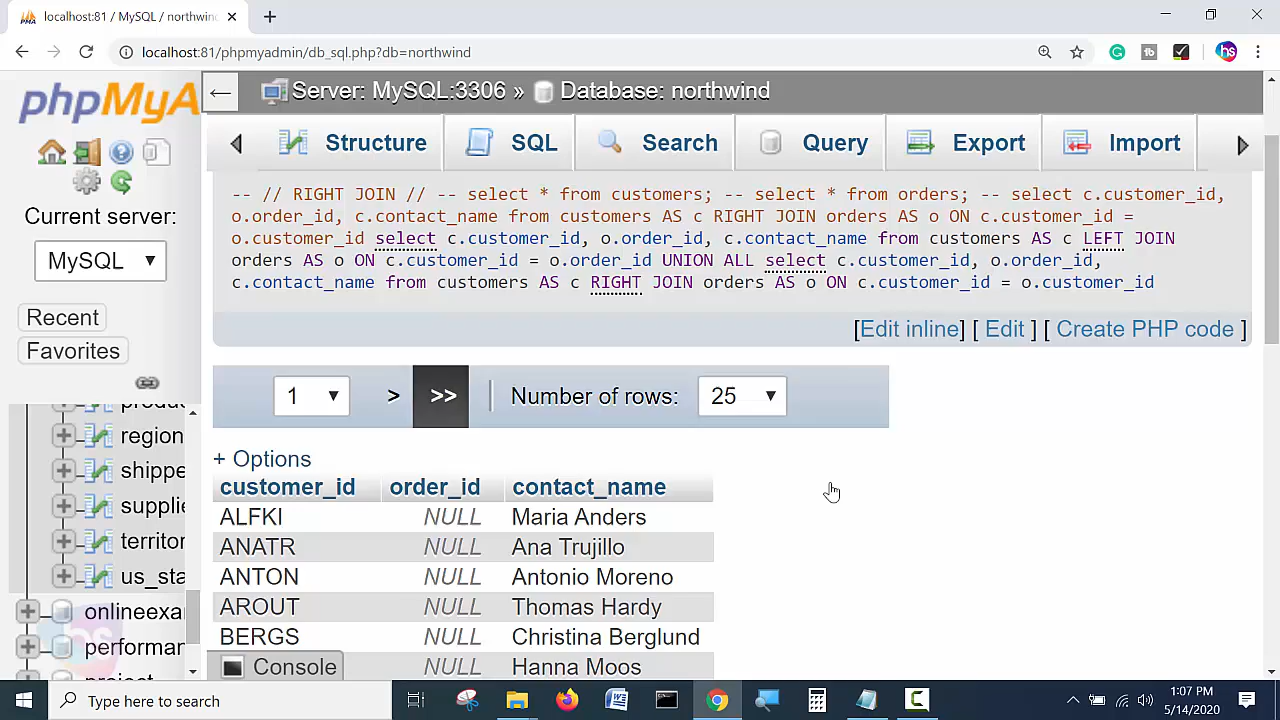 localhost:81 / MySQL / northwin
localhost:81/phpmyadmin/db_sql.php?db=northwind
phpMyA
Server: MySQL:3306 » Database: northwind
Structure SQL Search Query Export Import
Current server:
MySQL
Recent
Favorites
-- // RIGHT JOIN // -- select * from customers; -- select * from orders; -- select c.customer_id,
o.order_id, c.contact_name from customers AS c RIGHT JOIN orders AS o ON c.customer_id =
o.customer_id select c.customer_id, o.order_id, c.contact_name from customers AS c LEFT JOIN
orders AS o ON c.customer_id = o.order_id UNION ALL select c.customer_id, o.order_id,
c.contact_name from customers AS c RIGHT JOIN orders AS o ON c.customer_id = o.customer_id
[Edit inline] [ Edit ] [ Create PHP code ]
1 > >> Number of rows: 25
+ Options
customer_id order_id contact_name
ALFKI NULL Maria Anders
ANATR NULL Ana Trujillo
ANTON NULL Antonio Moreno
AROUT NULL Thomas Hardy
BERGS NULL Christina Berglund
NULL Hanna Moos
region
shippe
supplie
territor
us_sta
onlineexa
performan
Console
Type here to search
1:07 PM
5/14/2020